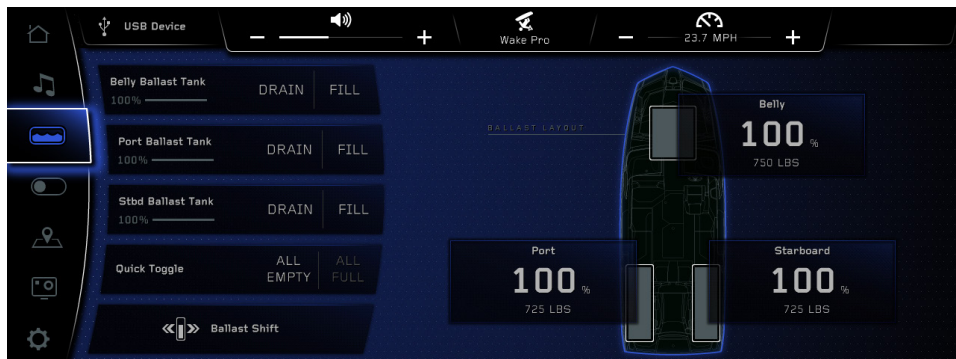 USB Device
Wake Pro
23.7 MPH
Belly Ballast Tank
100%
DRAIN
FILL
Port Ballast Tank
100%
DRAIN
FILL
Stbd Ballast Tank
100%
DRAIN
FILL
Quick Toggle
ALL
EMPTY
ALL
FULL
Ballast Shift
BALLAST LAYOUT
Belly
100 %
750 LBS
Port
100 %
725 LBS
Starboard
100 %
725 LBS